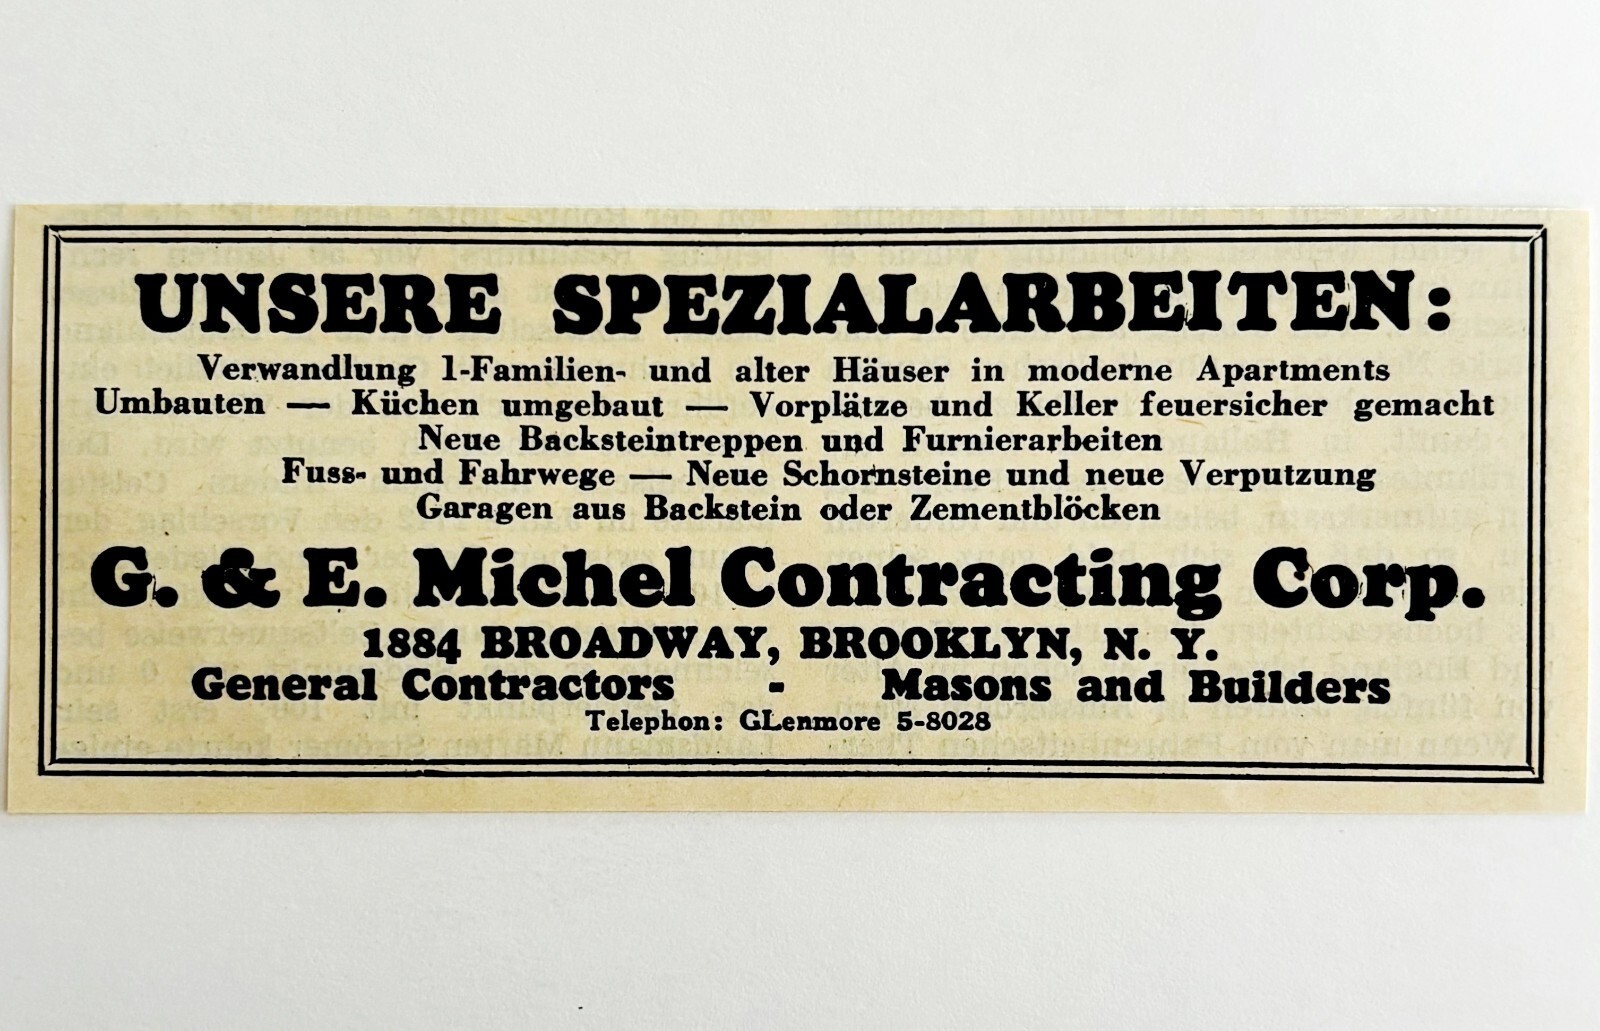 UNSERE SPEZIALARBEITEN:
Verwandlung 1-Familien- und alter Häuser in moderne Apartments
Umbauten — Küchen umgebaut — Vorplätze und Keller feuersicher gemacht
Neue Backsteintreppen und Furnierarbeiten
Fuss- und Fahrwege — Neue Schornsteine und neue Verputzung
Garagen aus Backstein oder Zementblöcken
G. & E. Michel Contracting Corp.
1884 BROADWAY, BROOKLYN, N. Y.
General Contractors - Masons and Builders
Telephon: GLenmore 5-8028